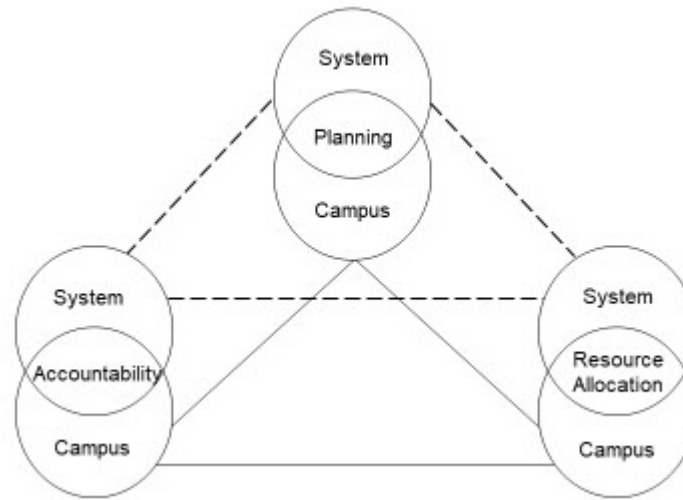 System
Planning
Campus
System
Accountability
Campus
System
Resource
Allocation
Campus